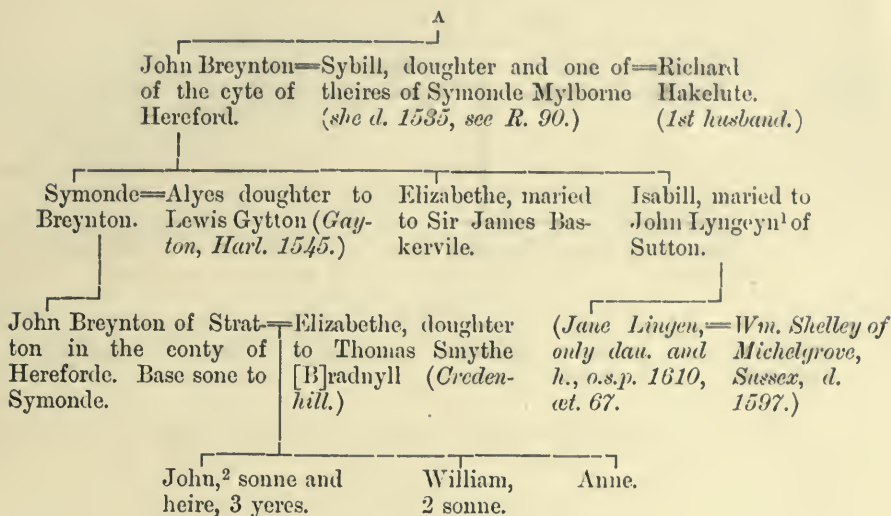 A
John Breynton=Sybill, doughter and one of=Richard
of the cyte of theires of Symonde Mylborne Hakelute.
Hereford. (she d. 1535, see R. 90.) (1st husband.)
Symonde=Alyes doughter to Elizabethe, maried Isabill, maried to
Breynton. Lewis Gytton (Gay- to Sir James Bas- John Lyngeyn¹ of
ton, Harl. 1545.) kervile. Sutton.
John Breynton of Strat-=Elizabethe, doughter (Jane Lingen,=Wm. Shelley of
ton in the conty of to Thomas Smythe only dau. and Michelgrove,
Hereforde. Base sone to [B]radnyll (Creden- h., o.s.p. 1610, Sussex, d.
Symonde. hill.) æt. 67. 1597.)
John,² sonne and William, Anne.
heire, 3 yeres. 2 sonne.